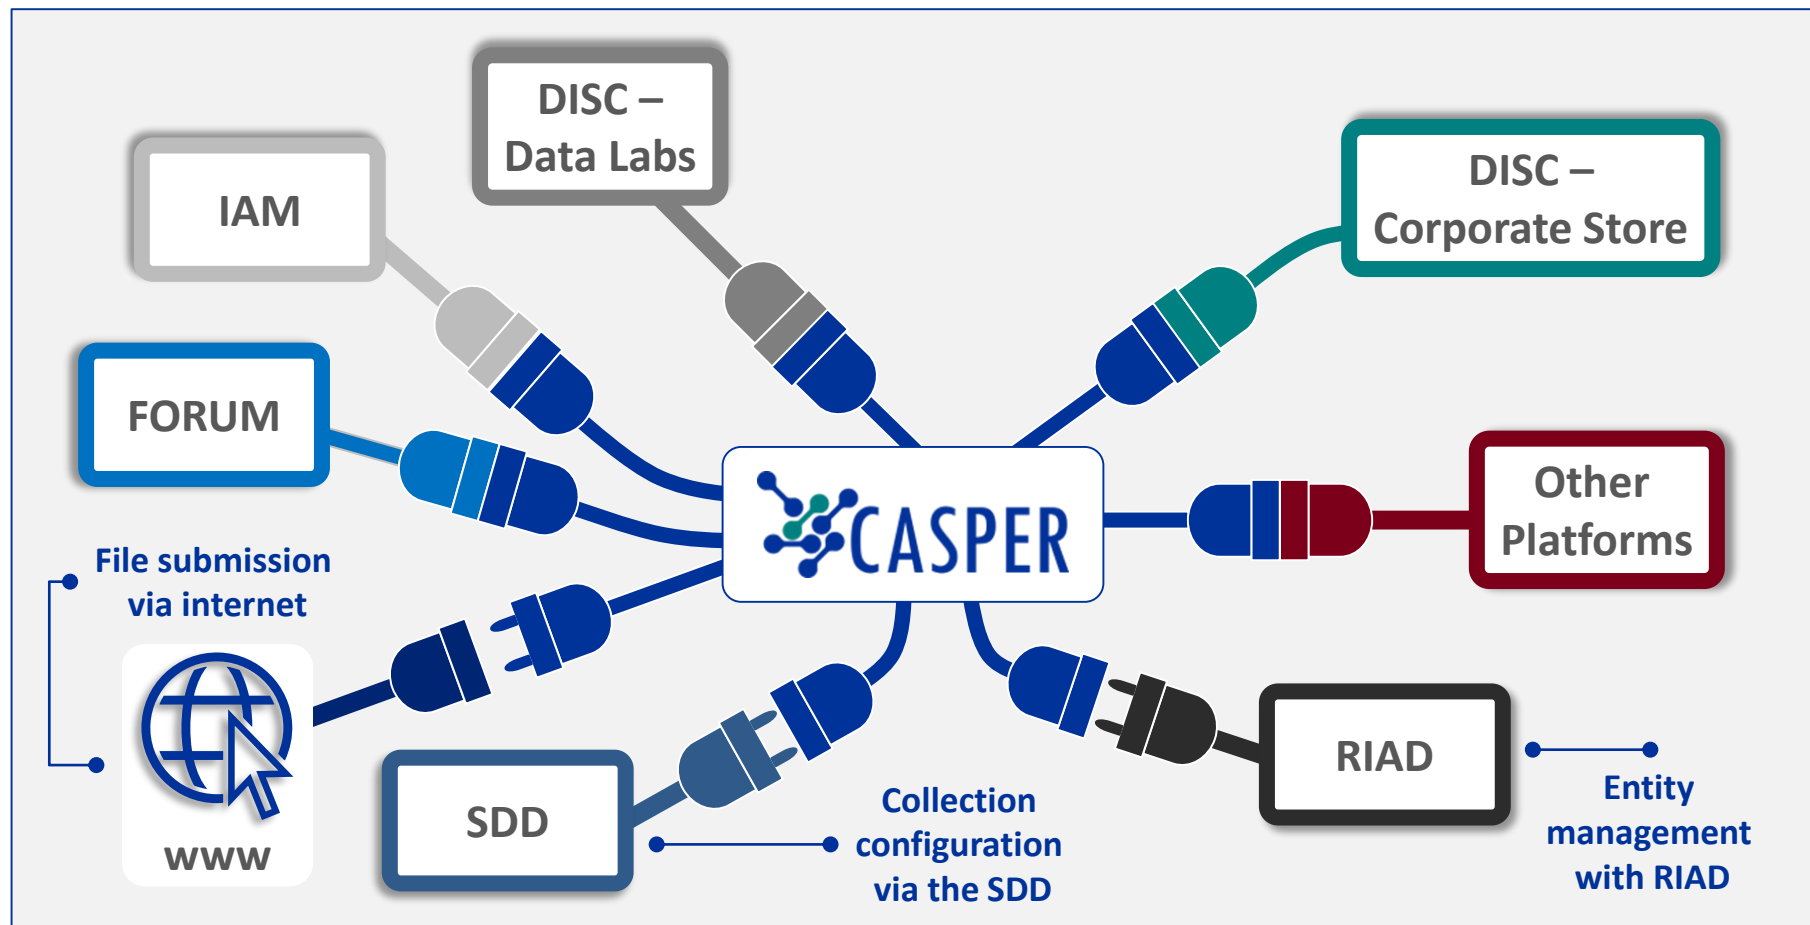 DISC –
Data Labs
DISC –
Corporate Store
IAM
FORUM
CASPER
Other
Platforms
File submission
via internet
www
SDD
Collection
configuration
via the SDD
RIAD
Entity
management
with RIAD